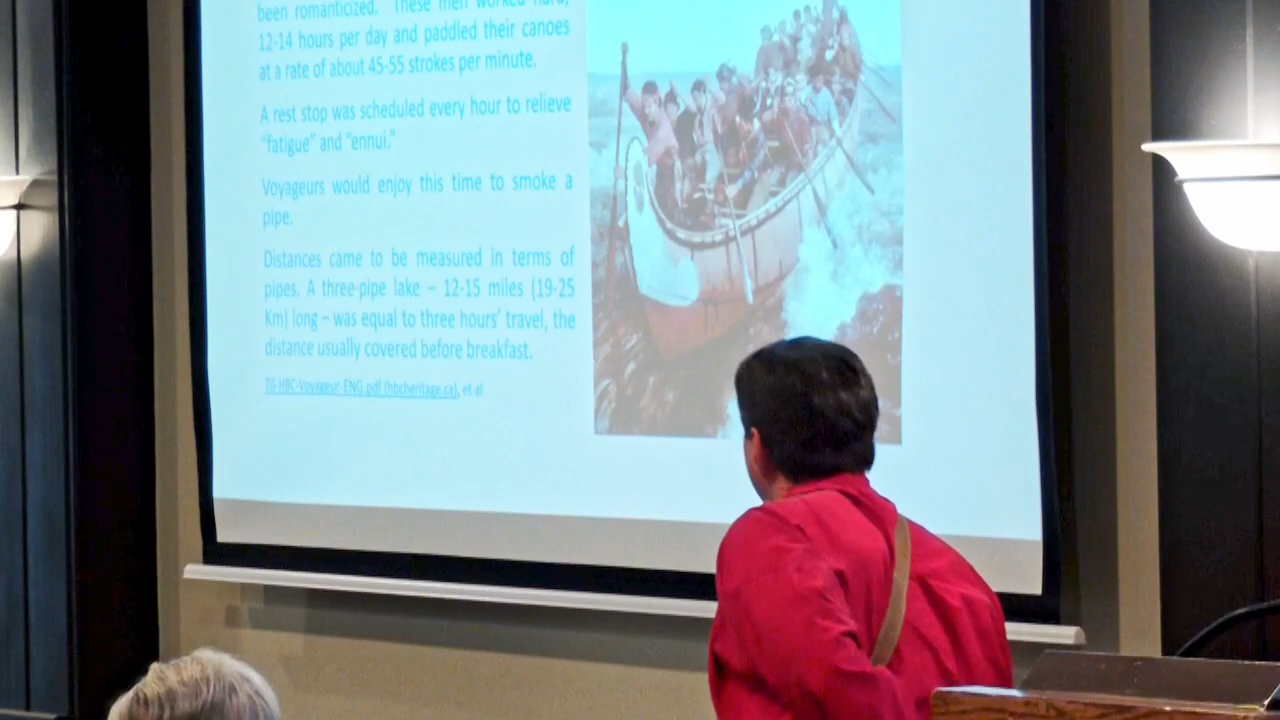 been romanticized. These men worked hard,
12-14 hours per day and paddled their canoes
at a rate of about 45-55 strokes per minute.
A rest stop was scheduled every hour to relieve
"fatigue" and "ennui."
Voyageurs would enjoy this time to smoke a
pipe.
Distances came to be measured in terms of
pipes. A three-pipe lake – 12-15 miles (19-25
Km) long – was equal to three hours' travel, the
distance usually covered before breakfast.
TG-HBC-Voyageur-ENG.pdf (hbcheritage.ca), et al